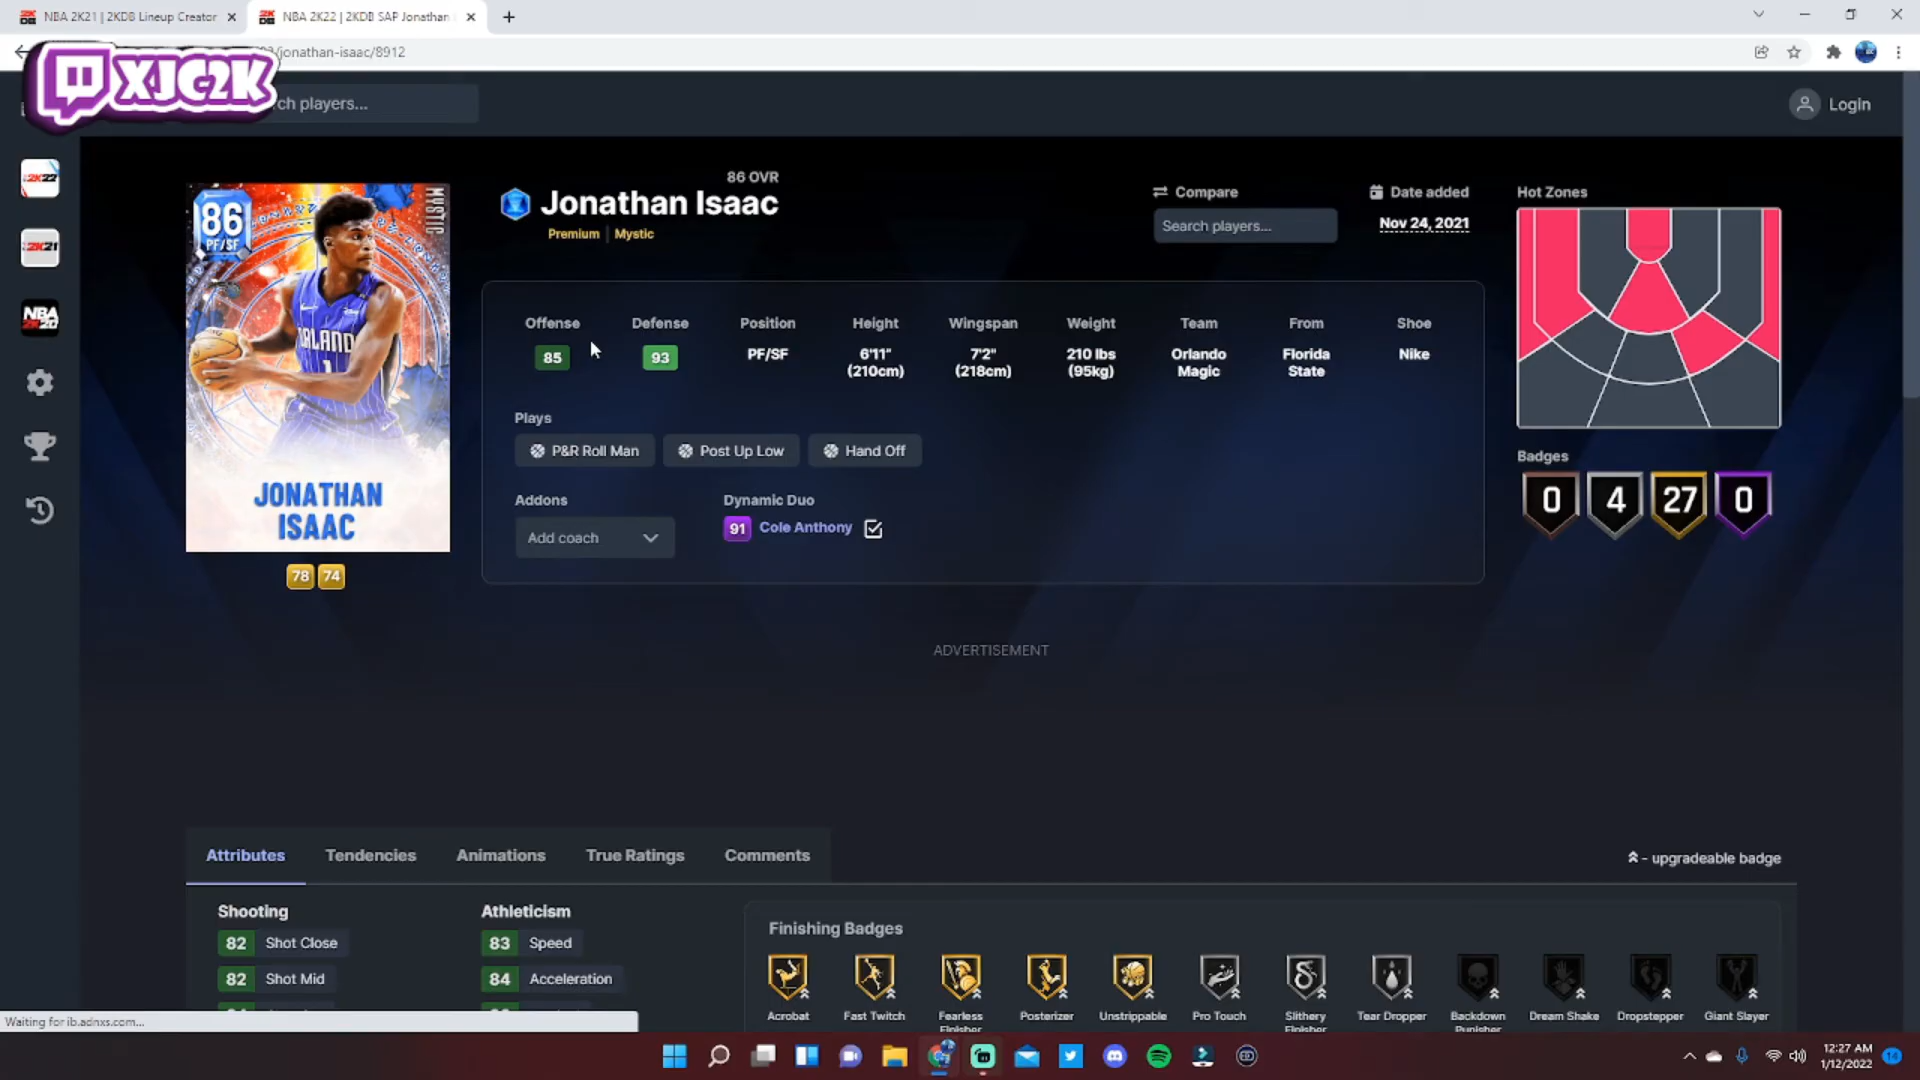 NBA 2K21 | 2KDB Lineup Creator
NBA 2K22 | 2KDB SAP Jonathan
/jonathan-isaac/8912
XJC2K
ch players...
Login
2K22
2K21
NBA 2K20
86
PF/SF
MYSTIC
ORLANDO
1
JONATHAN
ISAAC
78 74
86 OVR
Jonathan Isaac
Premium | Mystic
Compare
Search players...
Date added
Nov 24, 2021
Hot Zones
Offense Defense Position Height Wingspan Weight Team From Shoe
85 93 PF/SF 6'11" 7'2" 210 lbs Orlando Florida Nike
(210cm) (218cm) (95kg) Magic State
Plays
P&R Roll Man Post Up Low Hand Off
Addons Dynamic Duo
Add coach 91 Cole Anthony
Badges
0 4 27 0
ADVERTISEMENT
Attributes Tendencies Animations True Ratings Comments
- upgradeable badge
Shooting
82 Shot Close
82 Shot Mid
Athleticism
83 Speed
84 Acceleration
Finishing Badges
Acrobat Fast Twitch Fearless Finisher Posterizer Unstrippable Pro Touch Slithery Finisher Tear Dropper Backdown Punisher Dream Shake Dropstepper Giant Slayer
Waiting for ib.adnxs.com...
12:27 AM
1/12/2022
14